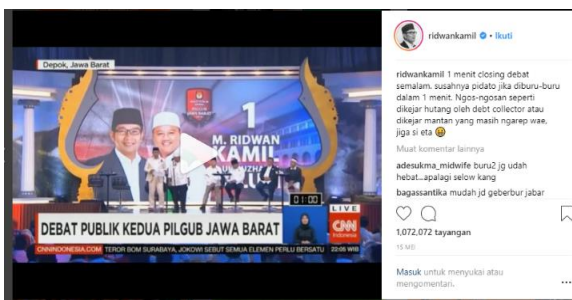 Depok, Jawa Barat
1
M. RIDWAN
KAMIL
01:00
LIVE
CNN
Indonesia
DEBAT PUBLIK KEDUA PILGUB JAWA BARAT
CNNINDONESIA.COM TEROR BOM SURABAYA, JOKOWI SEBUT SEMUA ELEMEN PERLU BERSATU 22:05 WIB
ridwankamil • Ikuti
ridwankamil 1 menit closing debat
semalam. susahnya pidato jika diburu-buru
dalam 1 menit. Ngos-ngosan seperti
dikejar hutang oleh debt collector atau
dikejar mantan yang masih ngarep wae,
jiga si eta 😀
Muat komentar lainnya
adesukma_midwife buru2 jg udah
hebat...apalagi selow kang
bagassantika mudah jd geberbur jabar
1,072,072 tayangan
15 MEI
Masuk untuk menyukai atau
mengomentari.